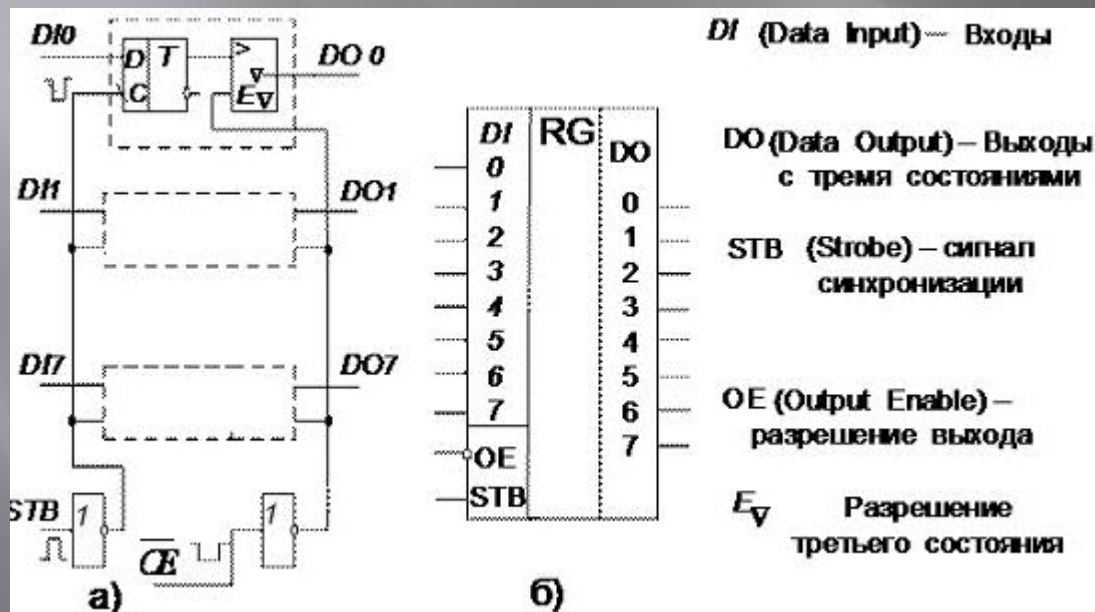 DI0
D T
C
>
▽
E▽
DO 0
DI1
DO1
DI7
DO7
STB
1
OE
1
а)
DI
0
1
2
3
4
5
6
7
OE
STB
RG
DO
0
1
2
3
4
5
6
7
б)
DI (Data Input) — Входы
DO (Data Output) – Выходы
с тремя состояниями
STB (Strobe) – сигнал
синхронизации
OE (Output Enable) –
разрешение выхода
E▽ Разрешение
третьего состояния